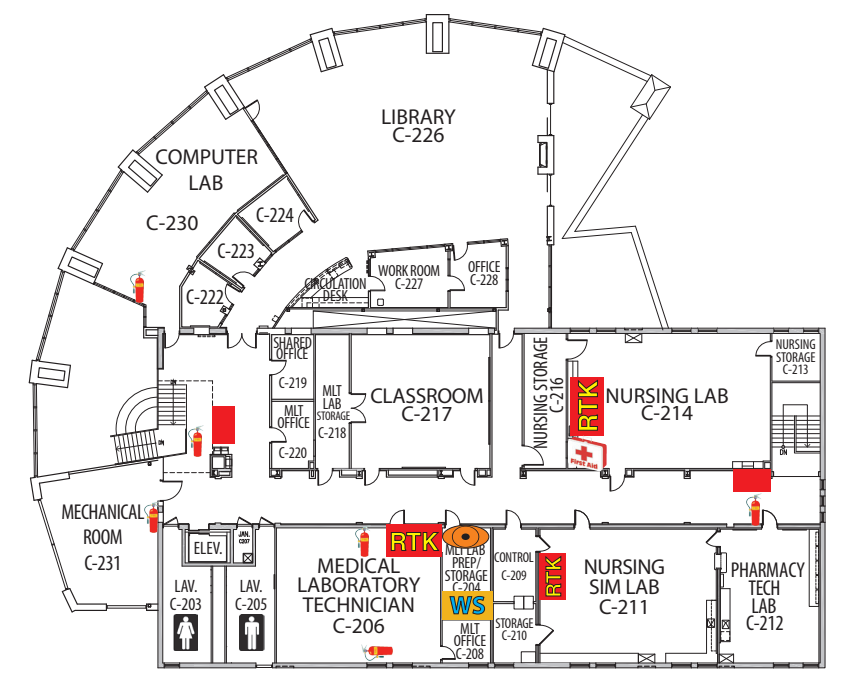 LIBRARY
C-226
COMPUTER
LAB
C-230
C-224
C-223
C-222
CIRCULATION
DESK
WORK ROOM
C-227
OFFICE
C-228
SHARED
OFFICE
C-219
MLT
OFFICE
C-220
MLT
LAB
STORAGE
C-218
CLASSROOM
C-217
NURSING STORAGE
C-216
RTK
NURSING LAB
C-214
First Aid
NURSING
STORAGE
C-213
DN
DN
DN
MECHANICAL
ROOM
C-231
ELEV.
JAN.
C207
LAV.
C-203
LAV.
C-205
MEDICAL
LABORATORY
TECHNICIAN
C-206
RTK
MLT LAB
PREP/
STORAGE
C-204
WS
MLT
OFFICE
C-208
CONTROL
C-209
STORAGE
C-210
RTK
NURSING
SIM LAB
C-211
PHARMACY
TECH
LAB
C-212